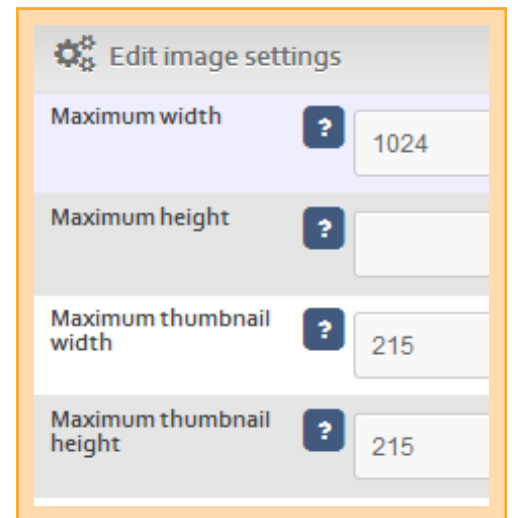 Edit image settings
Maximum width
?
1024
Maximum height
?
Maximum thumbnail
width
?
215
Maximum thumbnail
height
?
215